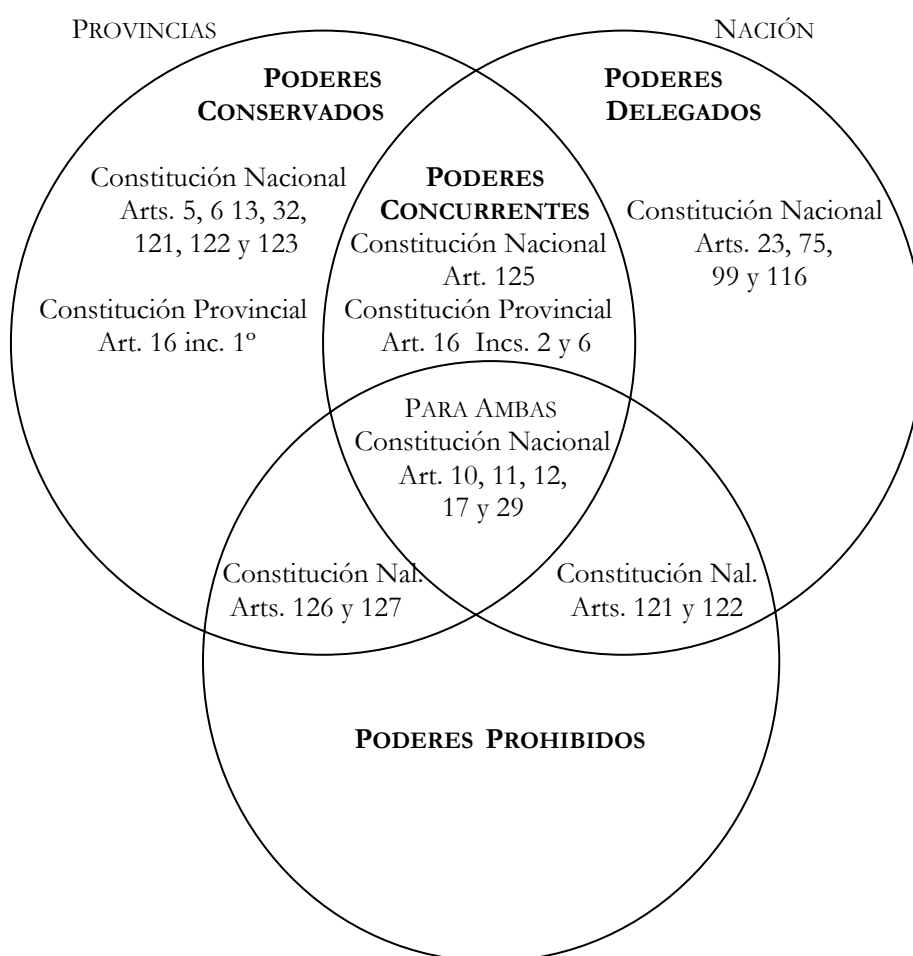 PROVINCIAS
NACIÓN
PODERES
CONSERVADOS
Constitución Nacional
Arts. 5, 6 13, 32,
121, 122 y 123
Constitución Provincial
Art. 16 inc. 1º
PODERES
CONCURRENTES
Constitución Nacional
Art. 125
Constitución Provincial
Art. 16 Incs. 2 y 6
PODERES
DELEGADOS
Constitución Nacional
Arts. 23, 75,
99 y 116
PARA AMBAS
Constitución Nacional
Art. 10, 11, 12,
17 y 29
Constitución Nal.
Arts. 126 y 127
Constitución Nal.
Arts. 121 y 122
PODERES PROHIBIDOS